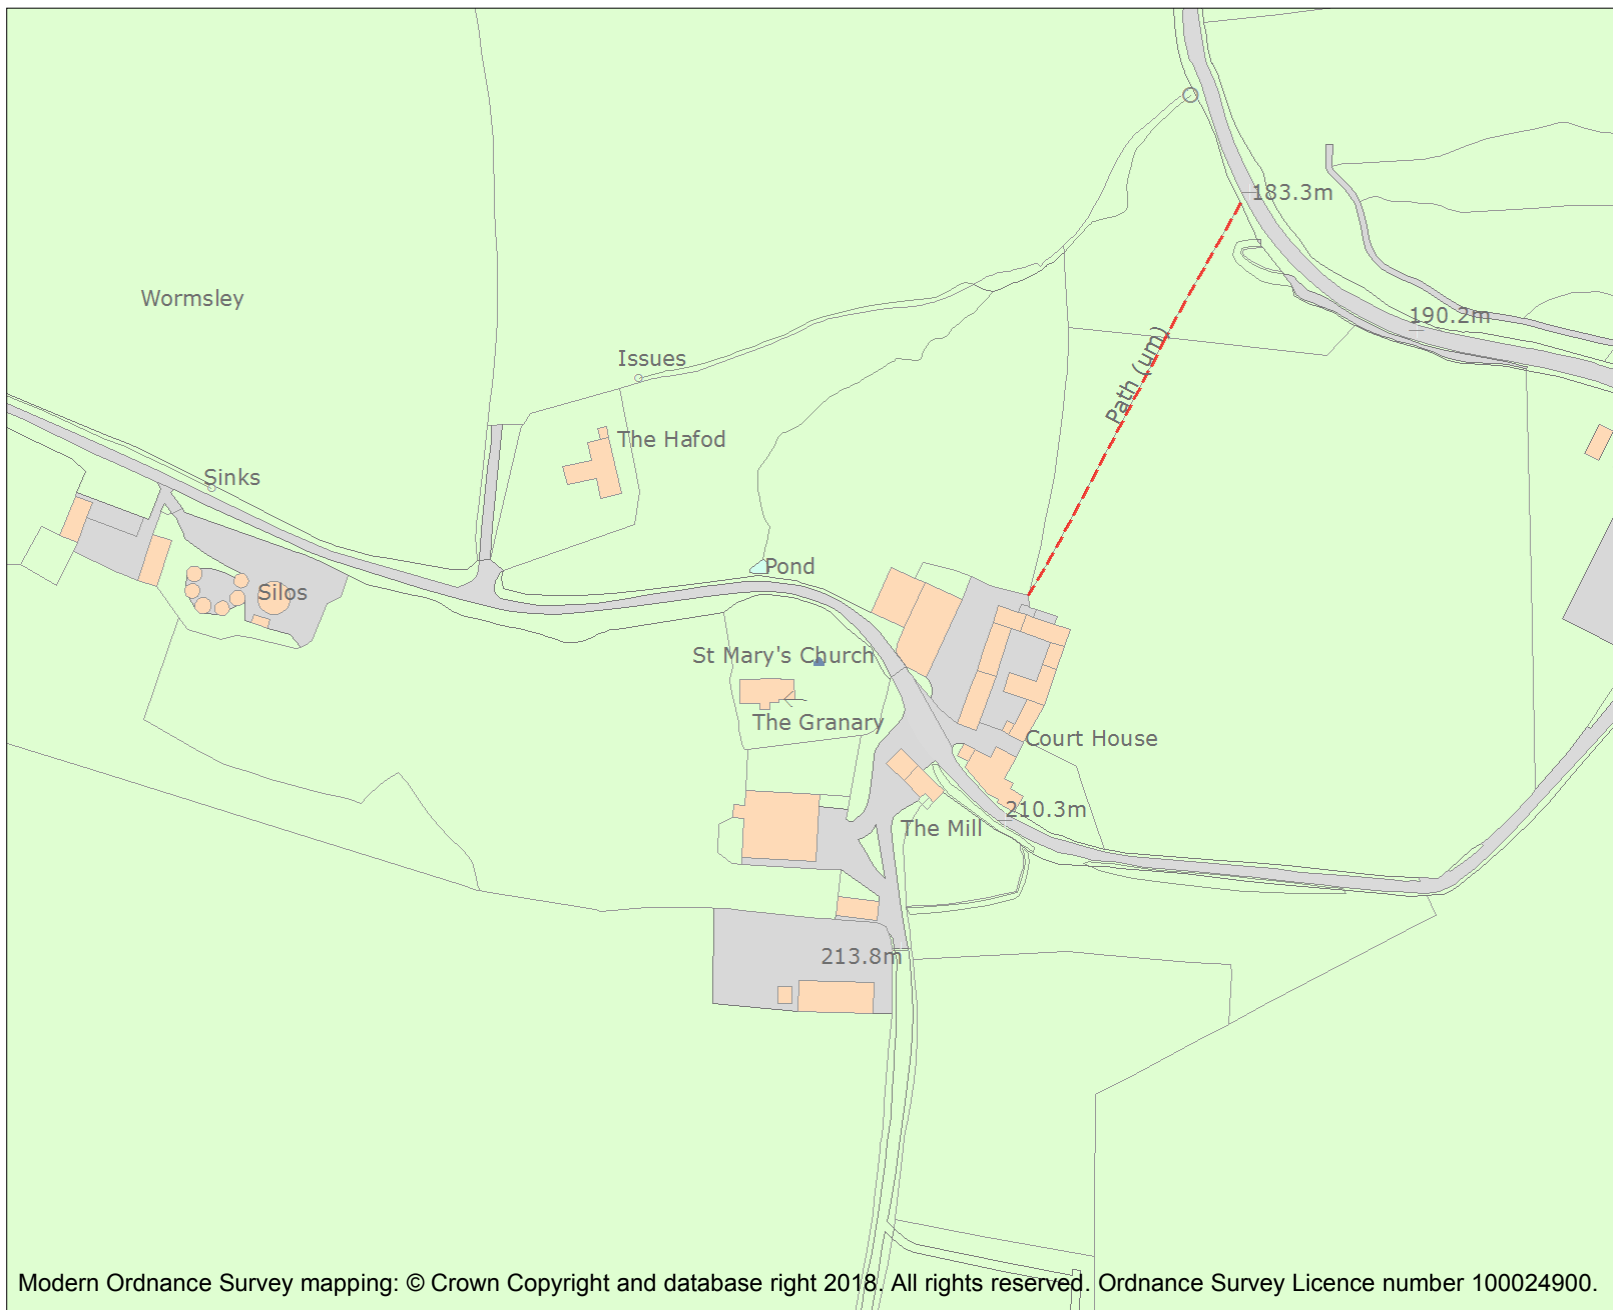 183.3m
Wormsley
190.2m
Issues
Path (um)
The Hafod
Sinks
Pond
Silos
St Mary's Church
The Granary
Court House
210.3m
The Mill
213.8m
Modern Ordnance Survey mapping: © Crown Copyright and database right 2018. All rights reserved. Ordnance Survey Licence number 100024900.